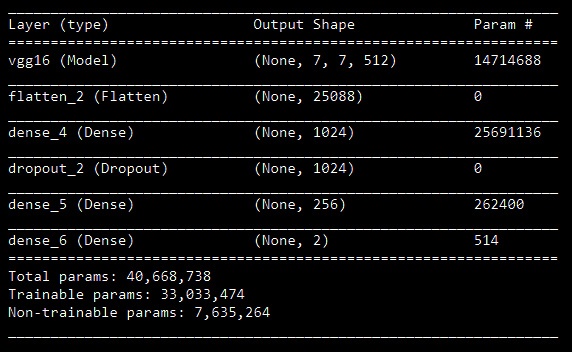 Layer (type) Output Shape Param #
vgg16 (Model) (None, 7, 7, 512) 14714688
flatten_2 (Flatten) (None, 25088) 0
dense_4 (Dense) (None, 1024) 25691136
dropout_2 (Dropout) (None, 1024) 0
dense_5 (Dense) (None, 256) 262400
dense_6 (Dense) (None, 2) 514
Total params: 40,668,738
Trainable params: 33,033,474
Non-trainable params: 7,635,264